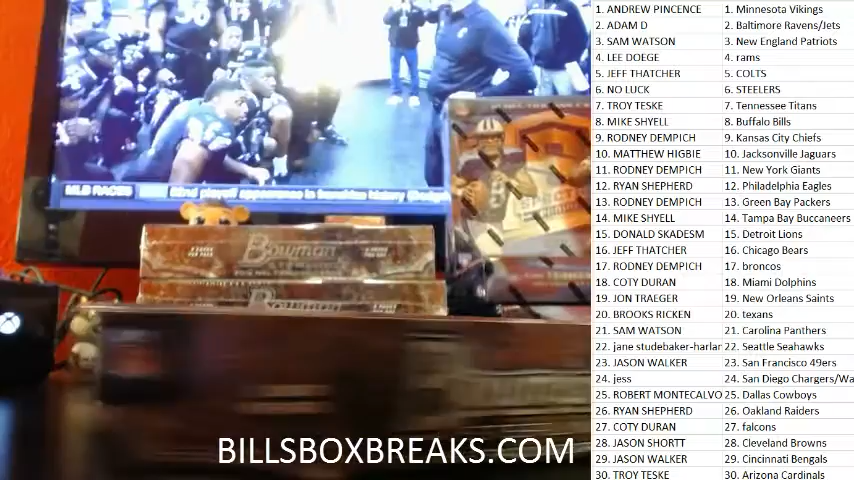 MLB RACES 92nd playoff appearance in franchise history
SPECTRA
Bowman
Bowman
BILLSBOXBREAKS.COM
1. ANDREW PINCENCE 1. Minnesota Vikings
2. ADAM D 2. Baltimore Ravens/Jets
3. SAM WATSON 3. New England Patriots
4. LEE DOEGE 4. rams
5. JEFF THATCHER 5. COLTS
6. NO LUCK 6. STEELERS
7. TROY TESKE 7. Tennessee Titans
8. MIKE SHYELL 8. Buffalo Bills
9. RODNEY DEMPICH 9. Kansas City Chiefs
10. MATTHEW HIGBIE 10. Jacksonville Jaguars
11. RODNEY DEMPICH 11. New York Giants
12. RYAN SHEPHERD 12. Philadelphia Eagles
13. RODNEY DEMPICH 13. Green Bay Packers
14. MIKE SHYELL 14. Tampa Bay Buccaneers
15. DONALD SKADESM 15. Detroit Lions
16. JEFF THATCHER 16. Chicago Bears
17. RODNEY DEMPICH 17. broncos
18. COTY DURAN 18. Miami Dolphins
19. JON TRAEGER 19. New Orleans Saints
20. BROOKS RICKEN 20. texans
21. SAM WATSON 21. Carolina Panthers
22. jane studebaker-harlar 22. Seattle Seahawks
23. JASON WALKER 23. San Francisco 49ers
24. jess 24. San Diego Chargers/Wa
25. ROBERT MONTECALVO 25. Dallas Cowboys
26. RYAN SHEPHERD 26. Oakland Raiders
27. COTY DURAN 27. falcons
28. JASON SHORTT 28. Cleveland Browns
29. JASON WALKER 29. Cincinnati Bengals
30. TROY TESKE 30. Arizona Cardinals